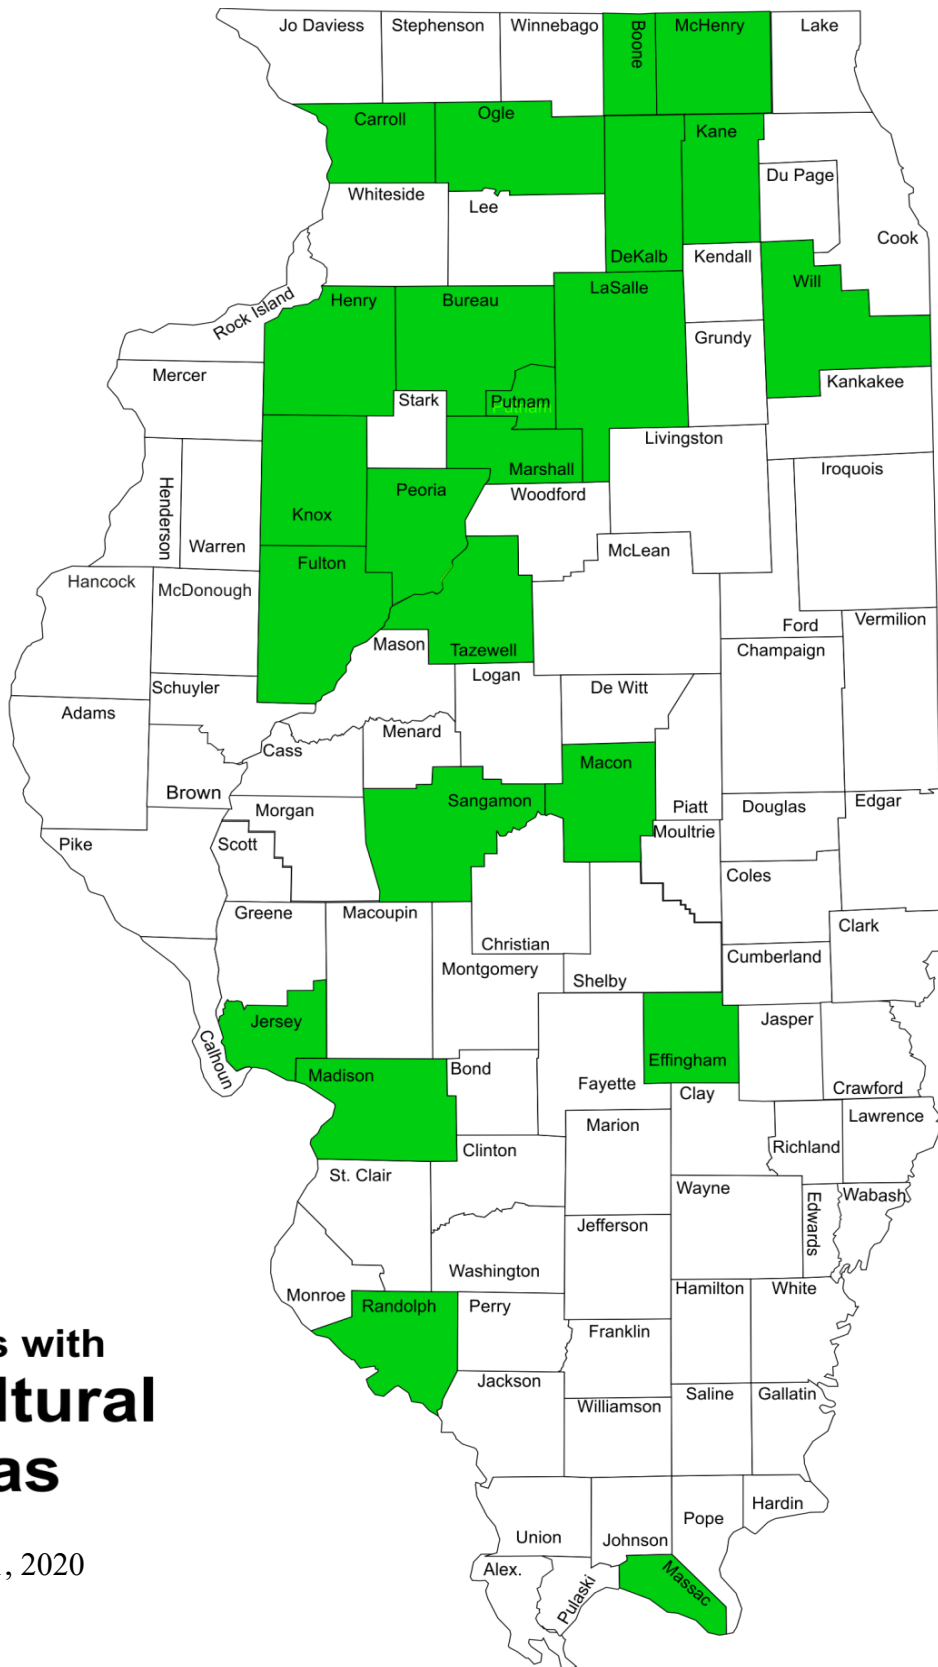 Jo Daviess
Stephenson
Winnebago
Boone
McHenry
Lake
Carroll
Ogle
Kane
Du Page
Whiteside
Lee
Cook
DeKalb
Kendall
Will
Rock Island
Henry
Bureau
LaSalle
Grundy
Mercer
Kankakee
Stark
Putnam
Putnam
Livingston
Iroquois
Marshall
Henderson
Knox
Peoria
Woodford
Warren
McLean
Fulton
Hancock
McDonough
Ford
Vermilion
Mason
Tazewell
Champaign
Logan
De Witt
Schuyler
Adams
Menard
Cass
Macon
Brown
Morgan
Sangamon
Piatt
Douglas
Edgar
Pike
Scott
Moultrie
Coles
Greene
Macoupin
Christian
Clark
Montgomery
Cumberland
Shelby
Jersey
Jasper
Calhoun
Effingham
Madison
Bond
Fayette
Clay
Crawford
Lawrence
Marion
Richland
Clinton
St. Clair
Wayne
Edwards
Wabash
Jefferson
Washington
Monroe
Randolph
Perry
Hamilton
White
Franklin
Jackson
Williamson
Saline
Gallatin
Union
Johnson
Pope
Hardin
Alex.
Pulaski
Massac
s with
ltural
as
, 2020